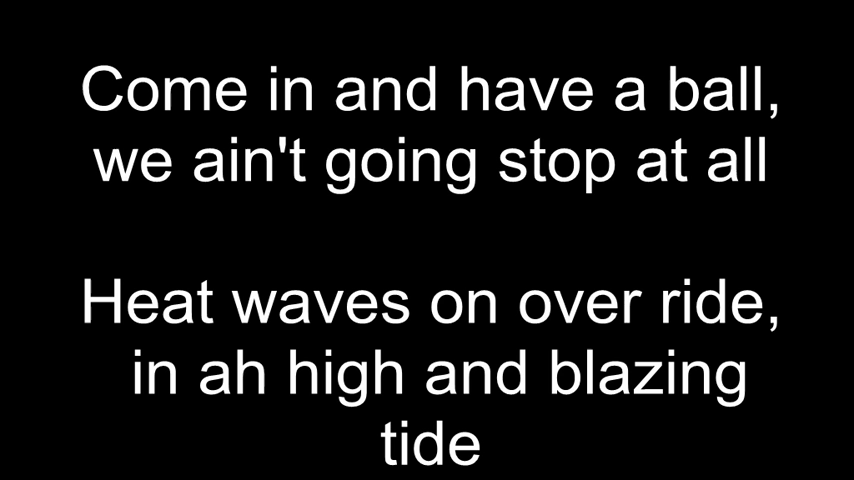 Come in and have a ball,
we ain't going stop at all
Heat waves on over ride,
in ah high and blazing
tide